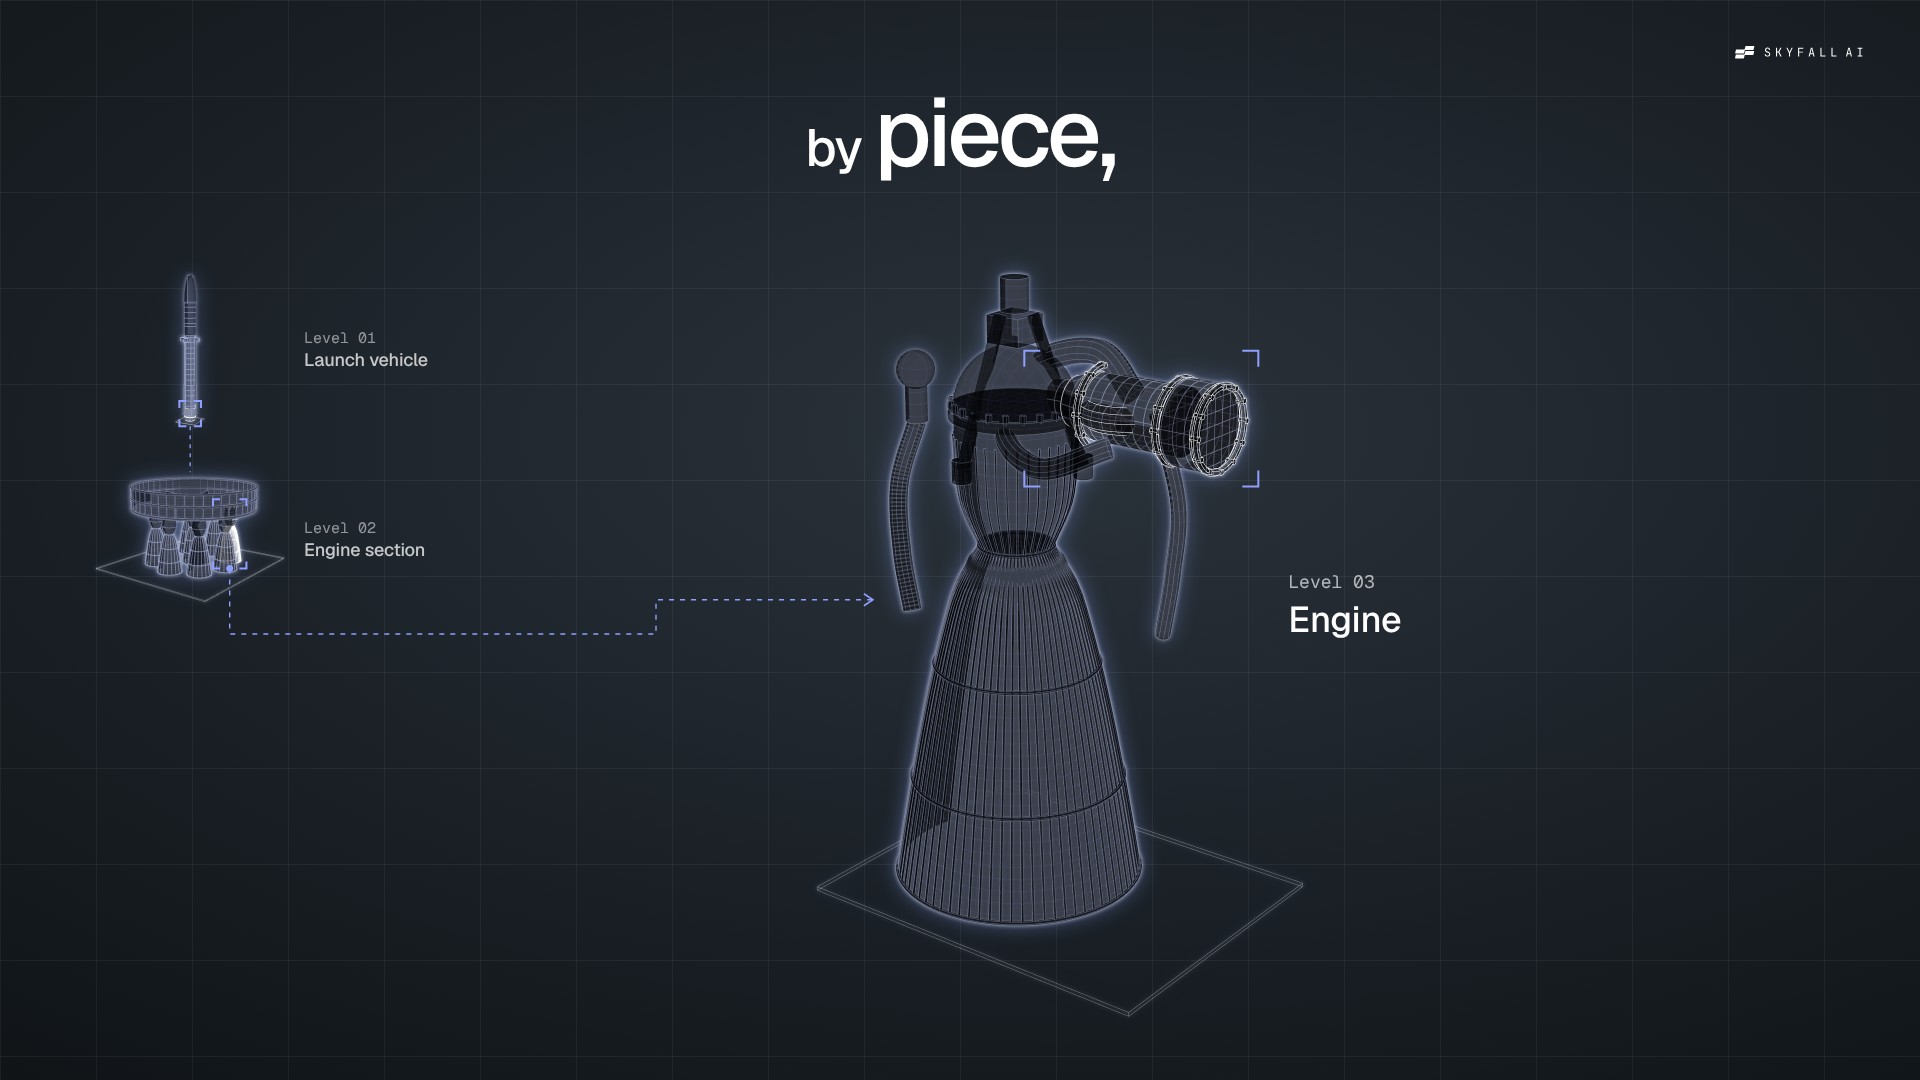 SKYFALL AI
by piece,
Level 01
Launch vehicle
Level 02
Engine section
Level 03
Engine